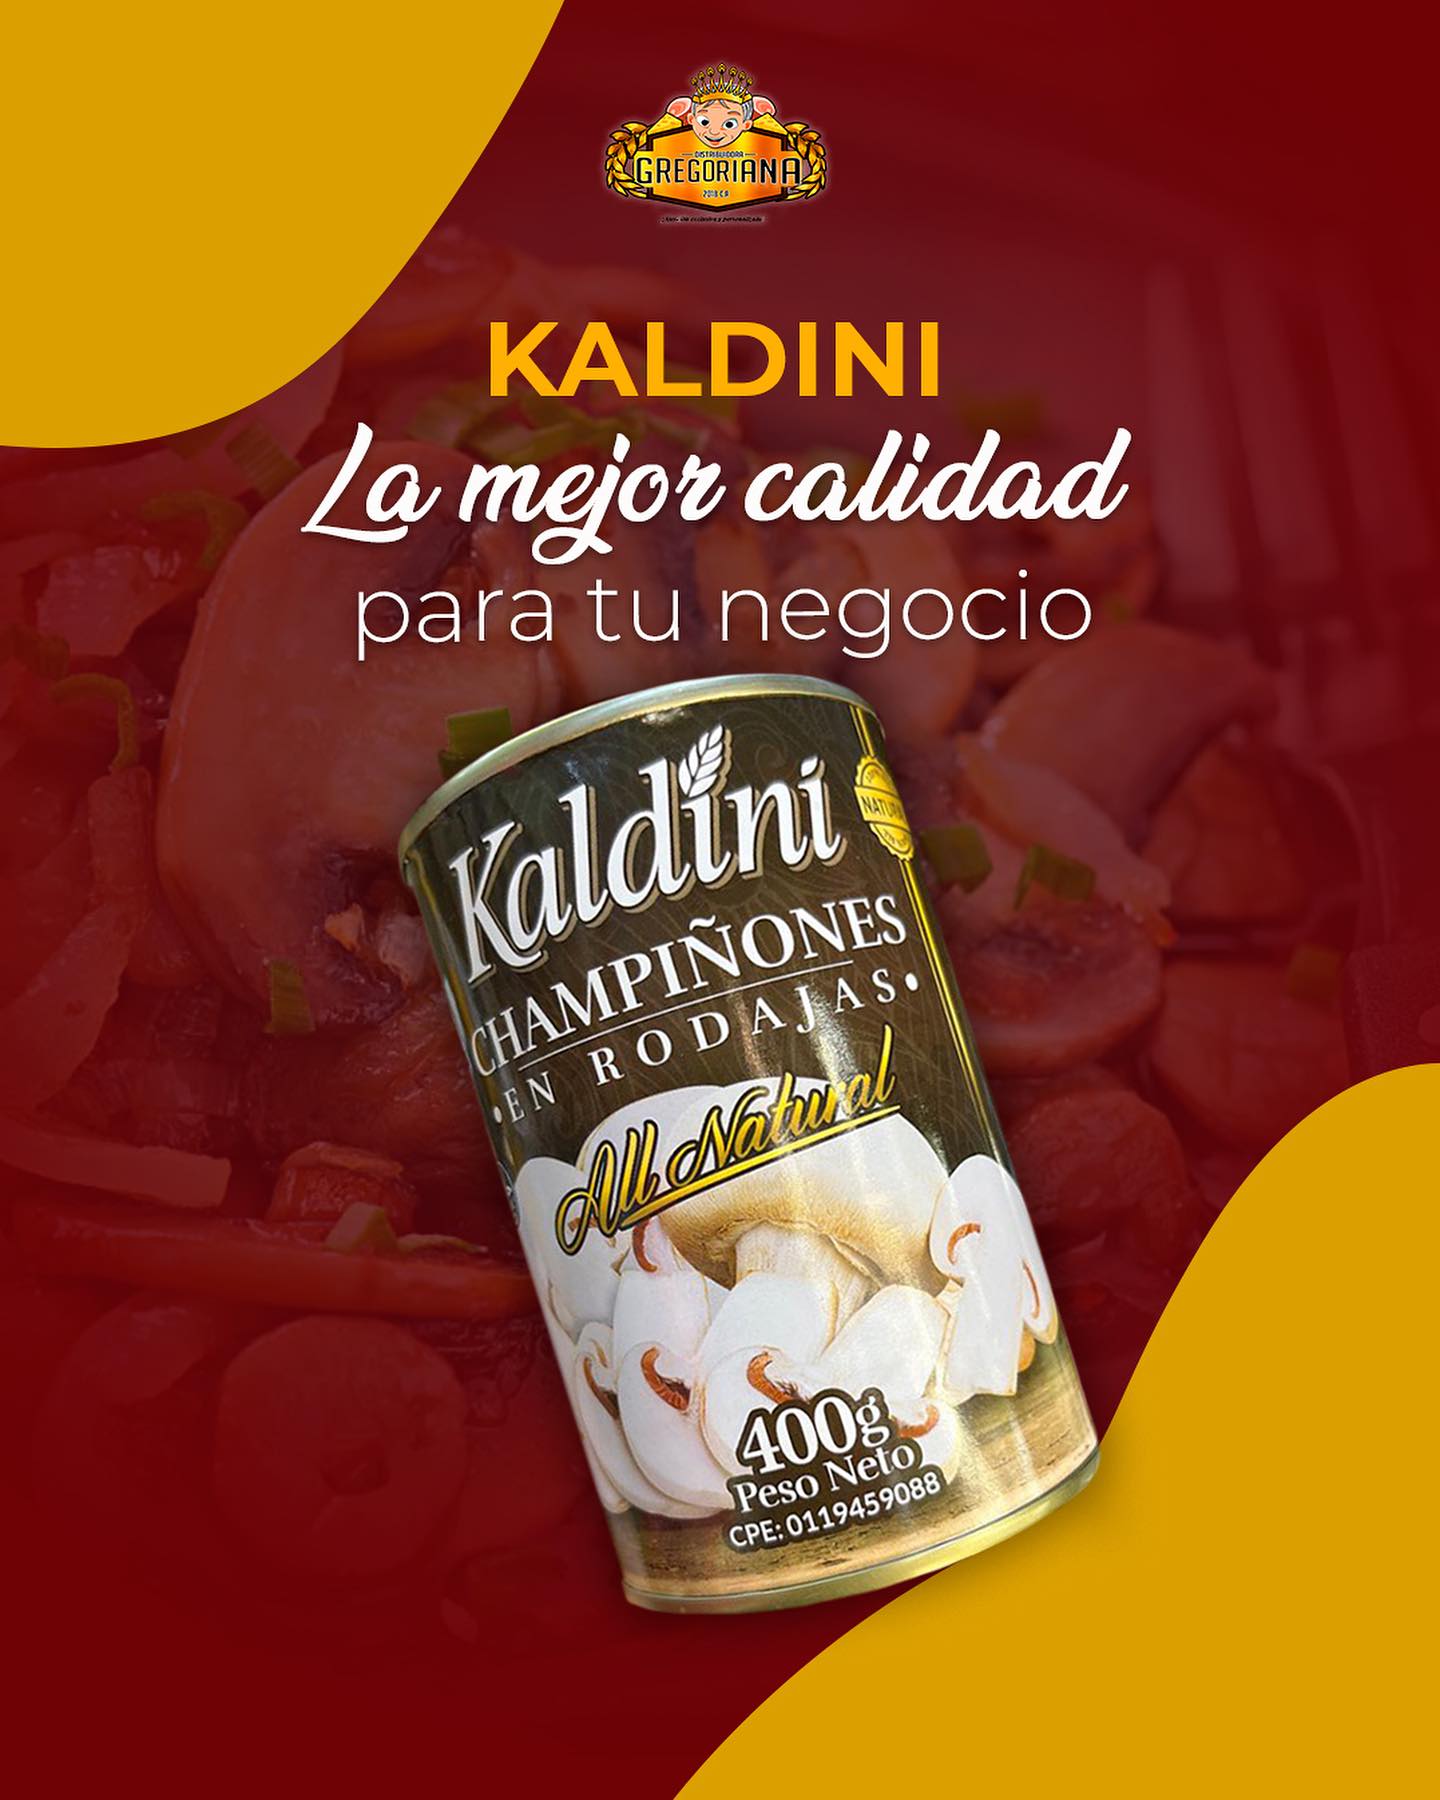 DISTRIBUIDORA
GREGORIANA
2018 C.A
KALDINI
La mejor calidad
para tu negocio
Kaldini
CHAMPIÑONES
• EN RODAJAS •
All Natural
400g
Peso Neto
CPE: 0119459088